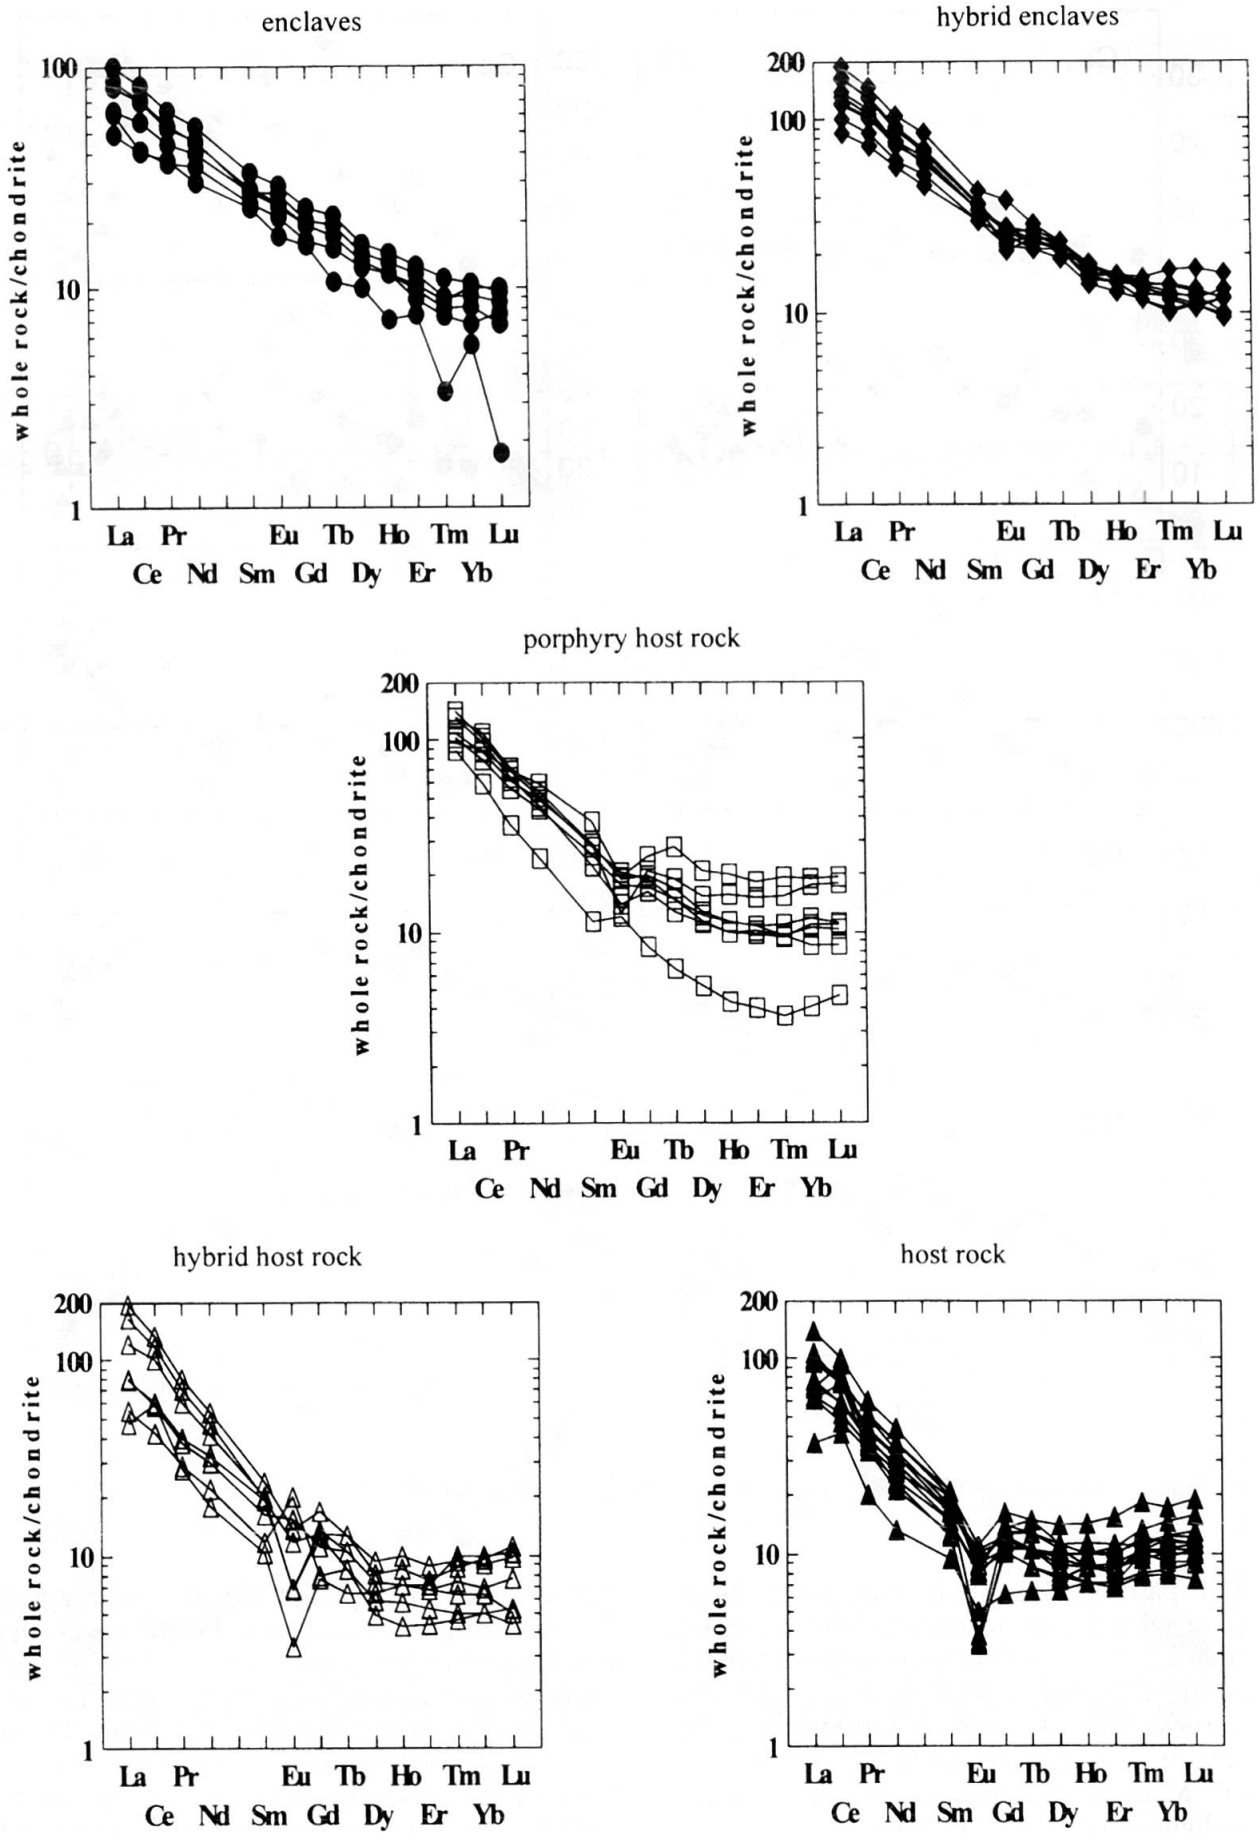 enclaves
100
10
1
whole rock/chondrite
La Pr Eu Tb Ho Tm Lu
Ce Nd Sm Gd Dy Er Yb
hybrid enclaves
200
100
10
whole rock/chondrite
La Pr Eu Tb Ho Tm Lu
Ce Nd Sm Gd Dy Er Yb
porphyry host rock
200
100
10
1
whole rock/chondrite
La Pr Eu Tb Ho Tm Lu
Ce Nd Sm Gd Dy Er Yb
hybrid host rock
200
100
10
1
whole rock/chondrite
La Pr Eu Tb Ho Tm Lu
Ce Nd Sm Gd Dy Er Yb
host rock
200
100
10
1
whole rock/chondrite
La Pr Eu Tb Ho Tm Lu
Ce Nd Sm Gd Dy Er Yb